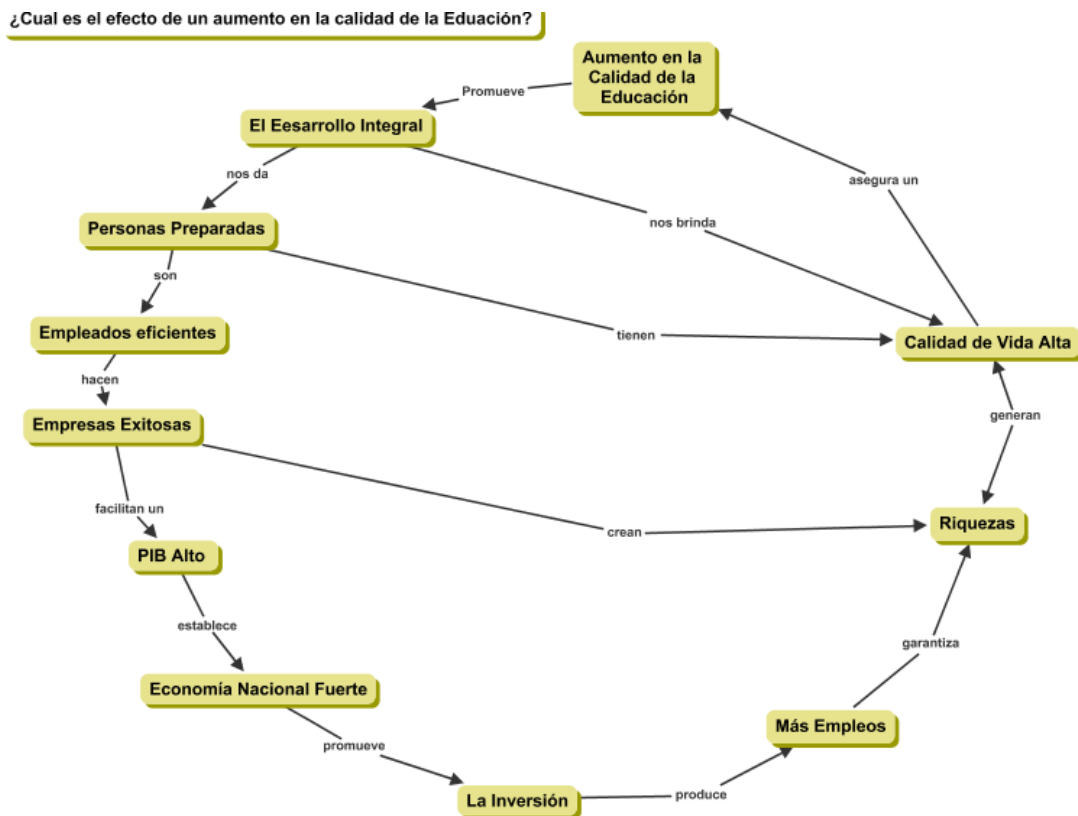 ¿Cual es el efecto de un aumento en la calidad de la Eduación?
Aumento en la
Calidad de la
Educación
Promueve
El Eesarrollo Integral
nos da
asegura un
nos brinda
Personas Preparadas
son
Empleados eficientes
tienen
Calidad de Vida Alta
hacen
Empresas Exitosas
generan
facilitan un
crean
Riquezas
PIB Alto
establece
garantiza
Economía Nacional Fuerte
Más Empleos
promueve
La Inversión
produce